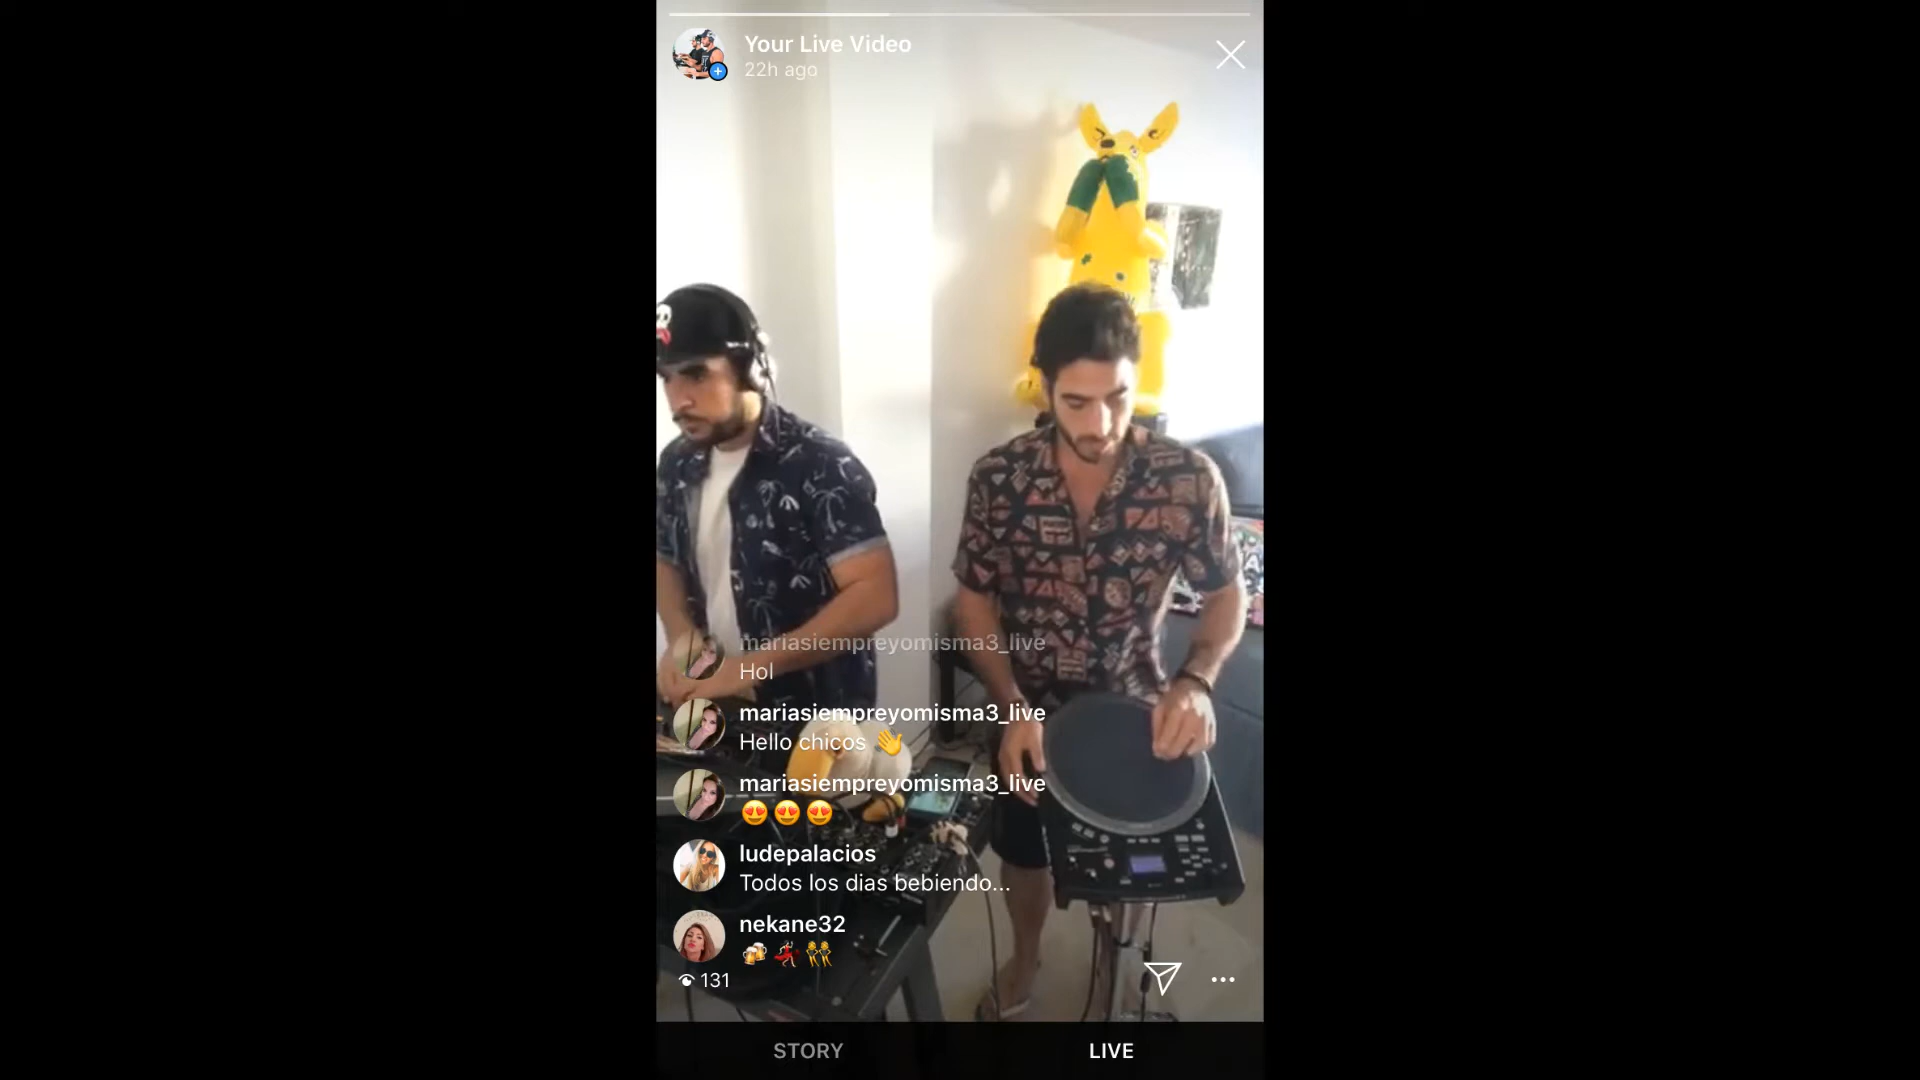 Your Live Video
22h ago
mariasiempreyomisma3_live
Hol
mariasiempreyomisma3_live
Hello chicos 👋
mariasiempreyomisma3_live
😍😍😍
ludepalacios
Todos los dias bebiendo...
nekane32
🍻💃👯
131
STORY
LIVE